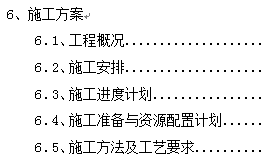 6、施工方案
6.1、工程概况....................
6.2、施工安排....................
6.3、施工进度计划................
6.4、施工准备与资源配置计划......
6.5、施工方法及工艺要求..........